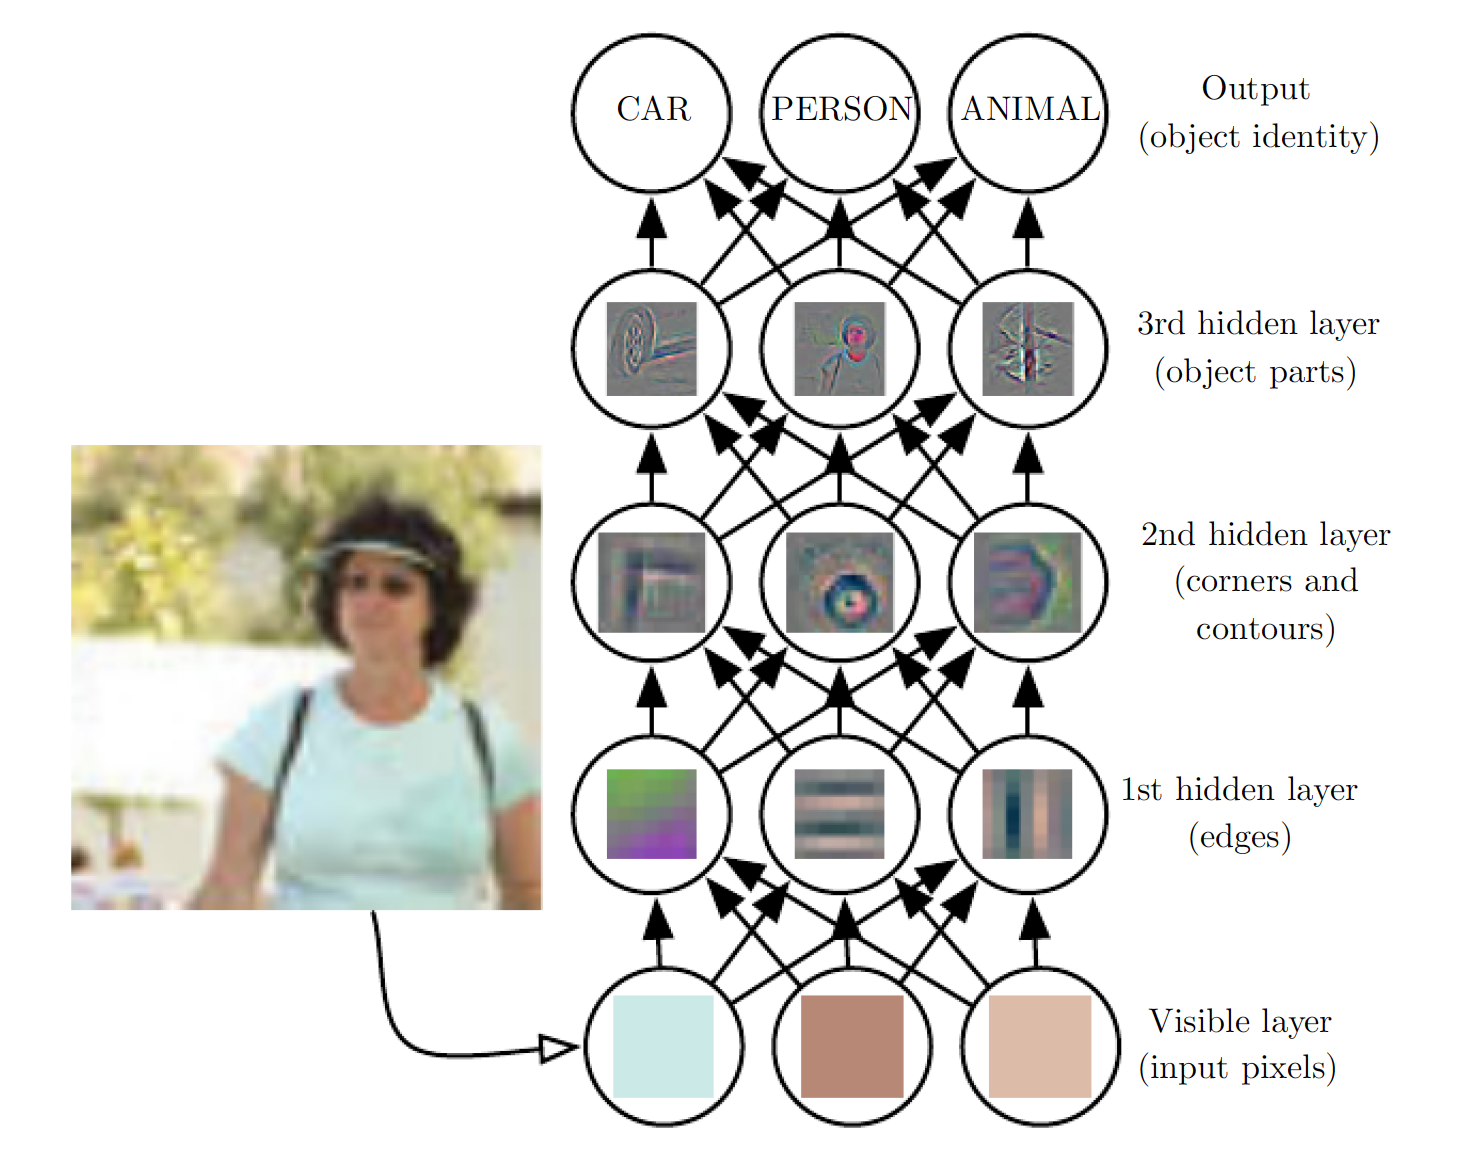 CAR PERSON ANIMAL
Output
(object identity)
3rd hidden layer
(object parts)
2nd hidden layer
(corners and
contours)
1st hidden layer
(edges)
Visible layer
(input pixels)